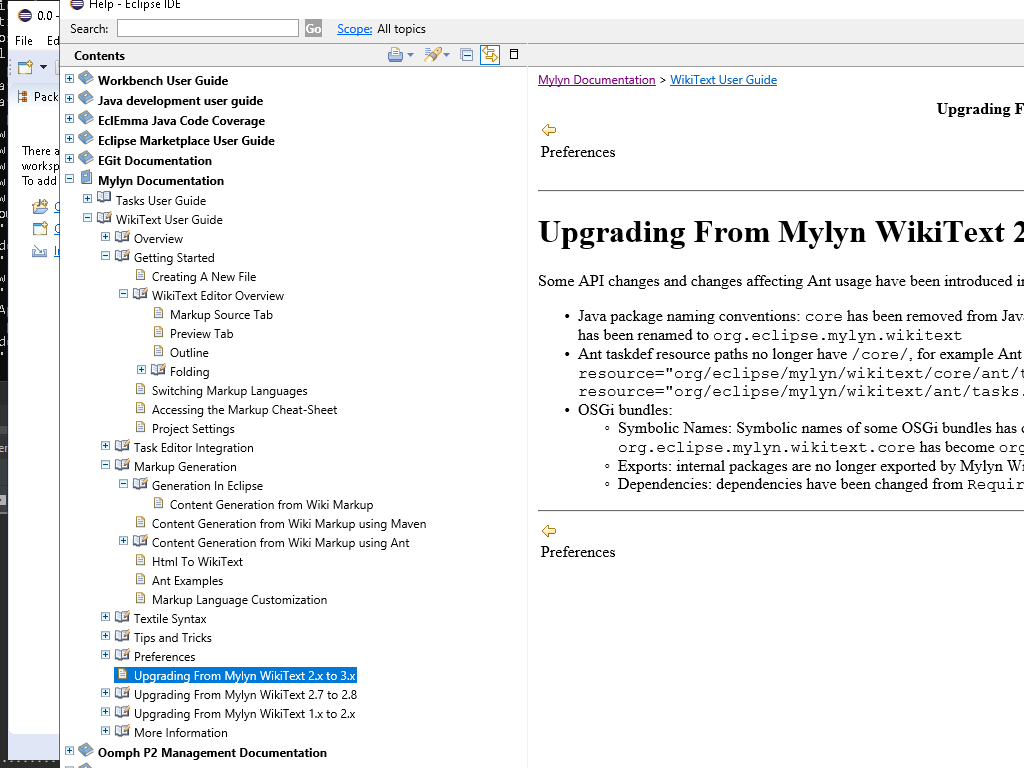 Help - Eclipse IDE
0.0 -
Search:
Go
Scope:
All topics
File
Ed
Contents
Pack
There a
worksp
To add
Workbench User Guide
Java development user guide
EclEmma Java Code Coverage
Eclipse Marketplace User Guide
EGit Documentation
Mylyn Documentation
Tasks User Guide
WikiText User Guide
Overview
Getting Started
Creating A New File
WikiText Editor Overview
Markup Source Tab
Preview Tab
Outline
Folding
Switching Markup Languages
Accessing the Markup Cheat-Sheet
Project Settings
Task Editor Integration
Markup Generation
Generation In Eclipse
Content Generation from Wiki Markup
Content Generation from Wiki Markup using Maven
Content Generation from Wiki Markup using Ant
Html To WikiText
Ant Examples
Markup Language Customization
Textile Syntax
Tips and Tricks
Preferences
Upgrading From Mylyn WikiText 2.x to 3.x
Upgrading From Mylyn WikiText 2.7 to 2.8
Upgrading From Mylyn WikiText 1.x to 2.x
More Information
Oomph P2 Management Documentation
Mylyn Documentation > WikiText User Guide
Upgrading F
Preferences
Upgrading From Mylyn WikiText 2
Some API changes and changes affecting Ant usage have been introduced in
• Java package naming conventions: core has been removed from Java
has been renamed to org.eclipse.mylyn.wikitext
• Ant taskdef resource paths no longer have /core/, for example Ant
resource="org/eclipse/mylyn/wikitext/core/ant/t
resource="org/eclipse/mylyn/wikitext/ant/tasks.
• OSGi bundles:
◦ Symbolic Names: Symbolic names of some OSGi bundles has c
org.eclipse.mylyn.wikitext.core has become org
◦ Exports: internal packages are no longer exported by Mylyn Wi
◦ Dependencies: dependencies have been changed from Requir
Preferences